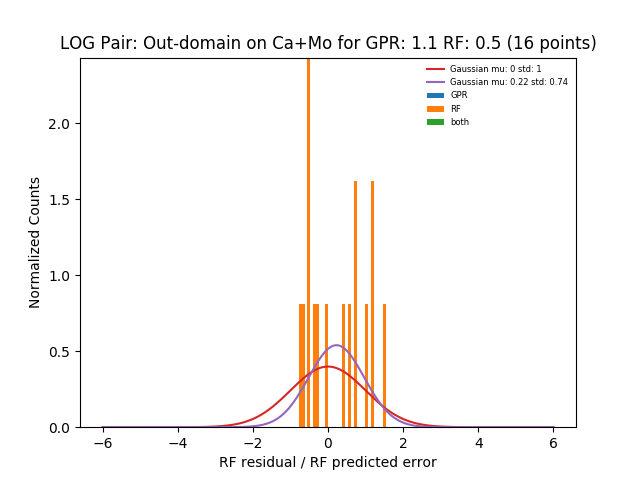 LOG Pair: Out-domain on Ca+Mo for GPR: 1.1 RF: 0.5 (16 points)
Gaussian mu: 0 std: 1
Gaussian mu: 0.22 std: 0.74
GPR
RF
both
Normalized Counts
2.0
1.5
1.0
0.5
0.0
−6 −4 −2 0 2 4 6
RF residual / RF predicted error